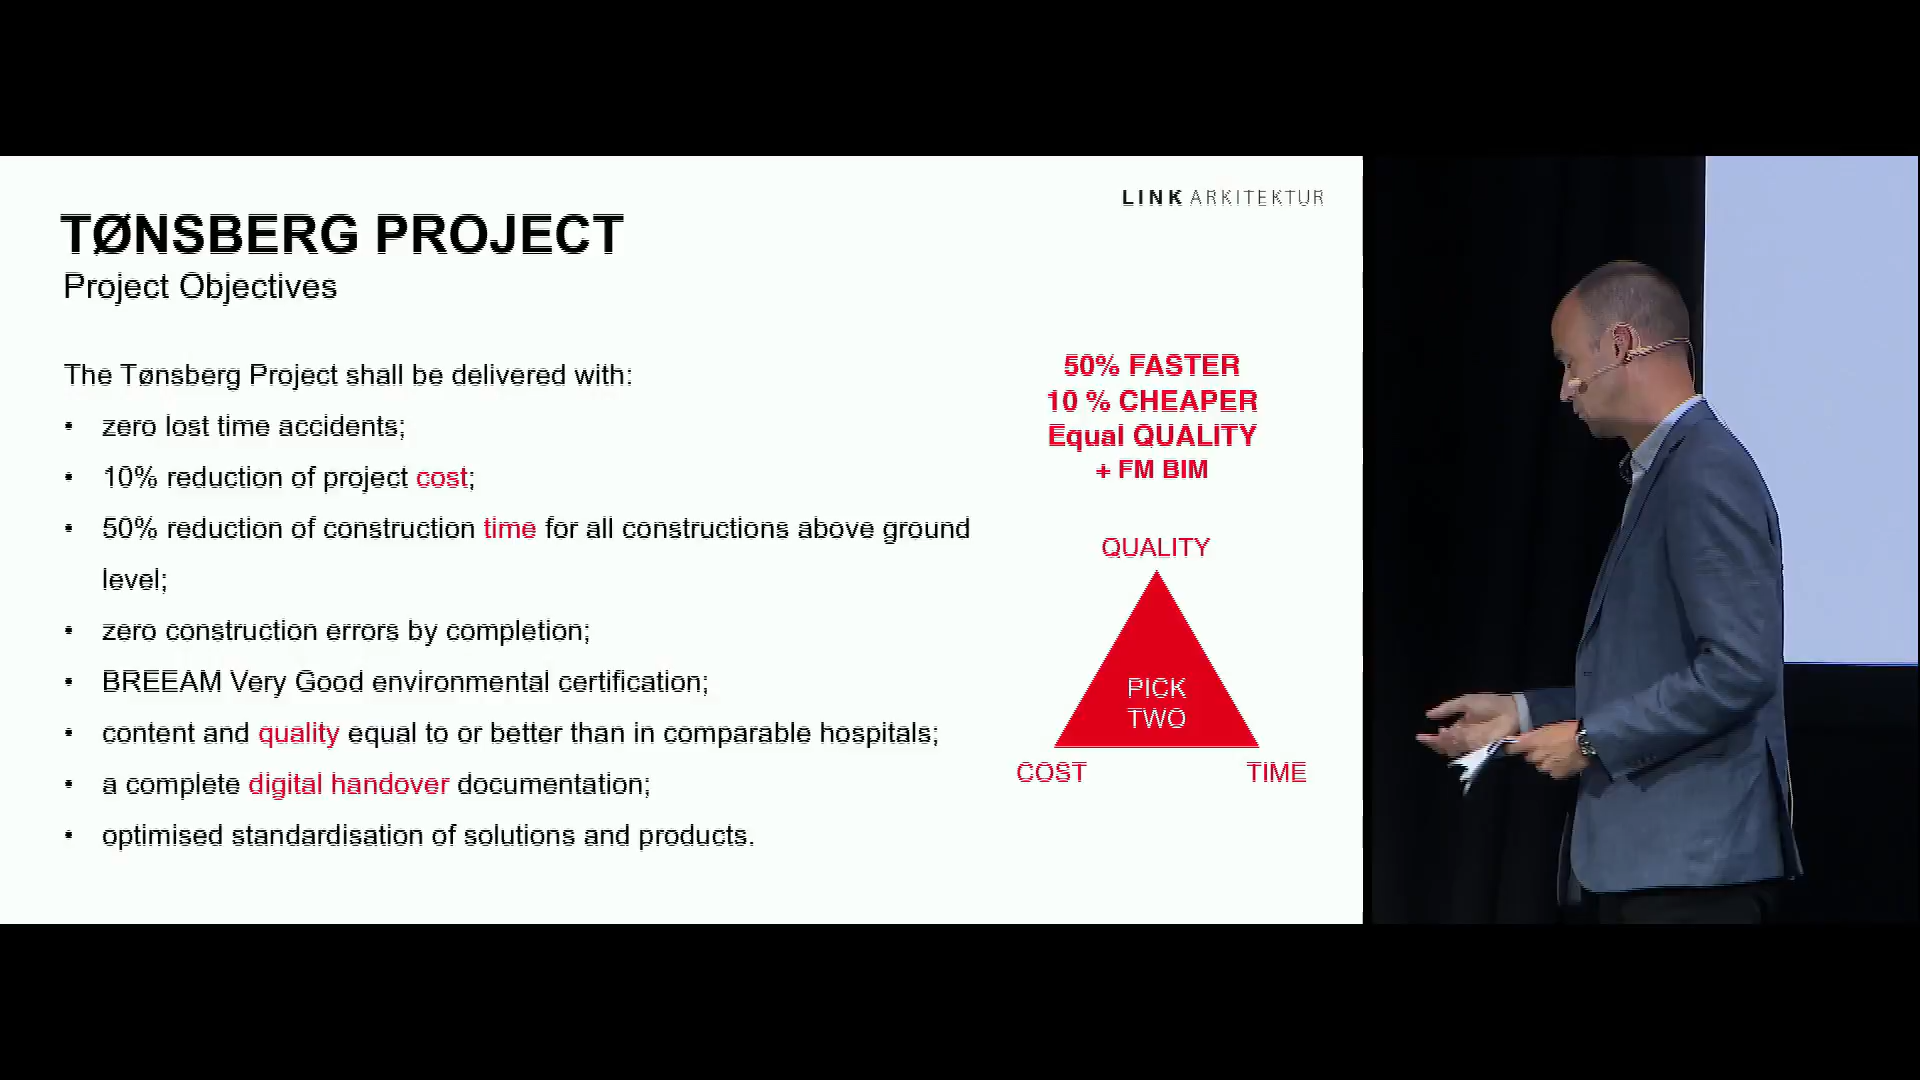 LINK ARKITEKTUR
TØNSBERG PROJECT
Project Objectives
The Tønsberg Project shall be delivered with:
• zero lost time accidents;
• 10% reduction of project cost;
• 50% reduction of construction time for all constructions above ground
level;
• zero construction errors by completion;
• BREEAM Very Good environmental certification;
• content and quality equal to or better than in comparable hospitals;
• a complete digital handover documentation;
• optimised standardisation of solutions and products.
50% FASTER
10 % CHEAPER
Equal QUALITY
+ FM BIM
QUALITY
PICK
TWO
COST
TIME